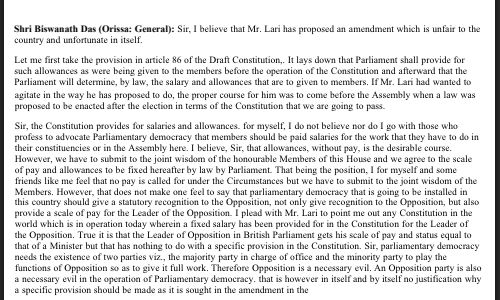 Shri Biswanath Das (Orissa: General): Sir, I believe that Mr. Lari has proposed an amendment which is unfair to the
country and unfortunate in itself.
Let me first take the provision in article 86 of the Draft Constitution,. It lays down that Parliament shall provide for
such allowances as were being given to the members before the operation of the Constitution and afterward that the
Parliament will determine, by law, the salary and allowances that are to given to members. If Mr. Lari had wanted to
agitate in the way he has proposed to do, the proper course for him was to come before the Assembly when a law was
proposed to be enacted after the election in terms of the Constitution that we are going to pass.
Sir, the Constitution provides for salaries and allowances. for myself, I do not believe nor do I go with those who
profess to advocate Parliamentary democracy that members should be paid salaries for the work that they have to do in
their constituencies or in the Assembly here. I believe, Sir, that allowances, without pay, is the desirable course.
However, we have to submit to the joint wisdom of the honourable Members of this House and we agree to the scale
of pay and allowances to be fixed hereafter by law by Parliament. That being the position, I for myself and some
friends like me feel that no pay is called for under the Circumstances but we have to submit to the joint wisdom of the
Members. However, that does not make one feel to say that parliamentary democracy that is going to be installed in
this country should give a statutory recognition to the Opposition, not only give recognition to the Opposition, but also
provide a scale of pay for the Leader of the Opposition. I plead with Mr. Lari to point me out any Constitution in the
world which is in operation today wherein a fixed salary has been provided for in the Constitution for the Leader of
the Opposition. True it is that the Leader of Opposition in British Parliament gets his scale of pay and status equal to
that of a Minister but that has nothing to do with a specific provision in the Constitution. Sir, parliamentary democracy
needs the existence of two parties viz., the majority party in charge of office and the minority party to play the
functions of Opposition so as to give it full work. Therefore Opposition is a necessary evil. An Opposition party is also
a necessary evil in the operation of Parliamentary democracy. that is however in itself and by itself no justification why
a specific provision should be made as it is sought in the amendment in the